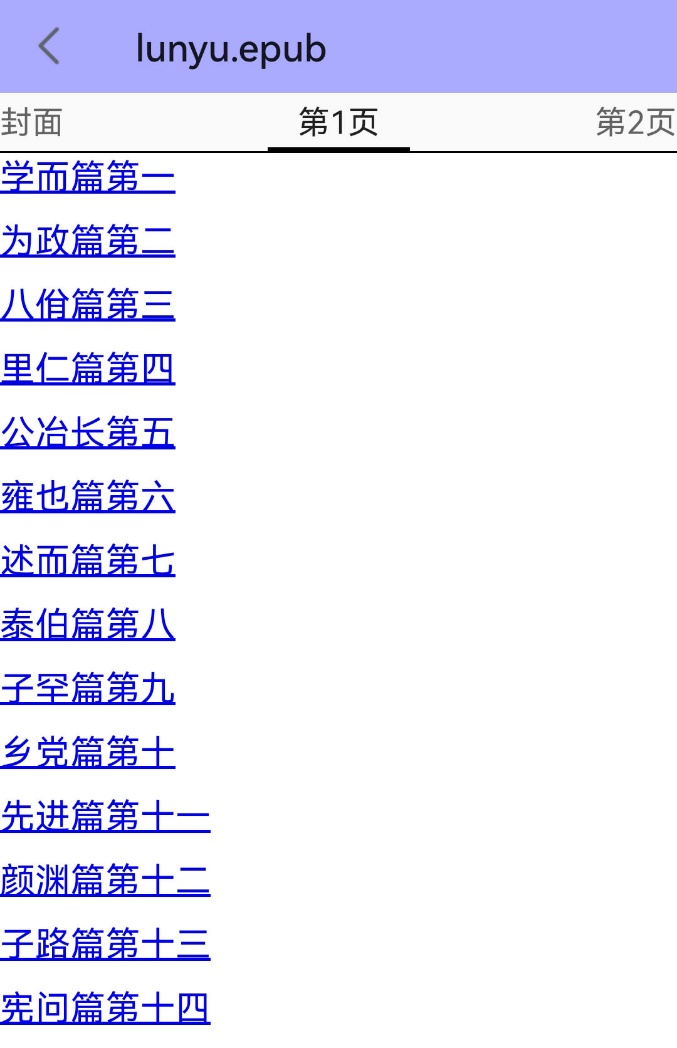 lunyu.epub
封面 第1页 第2页
学而篇第一
为政篇第二
八佾篇第三
里仁篇第四
公冶长第五
雍也篇第六
述而篇第七
泰伯篇第八
子罕篇第九
乡党篇第十
先进篇第十一
颜渊篇第十二
子路篇第十三
宪问篇第十四